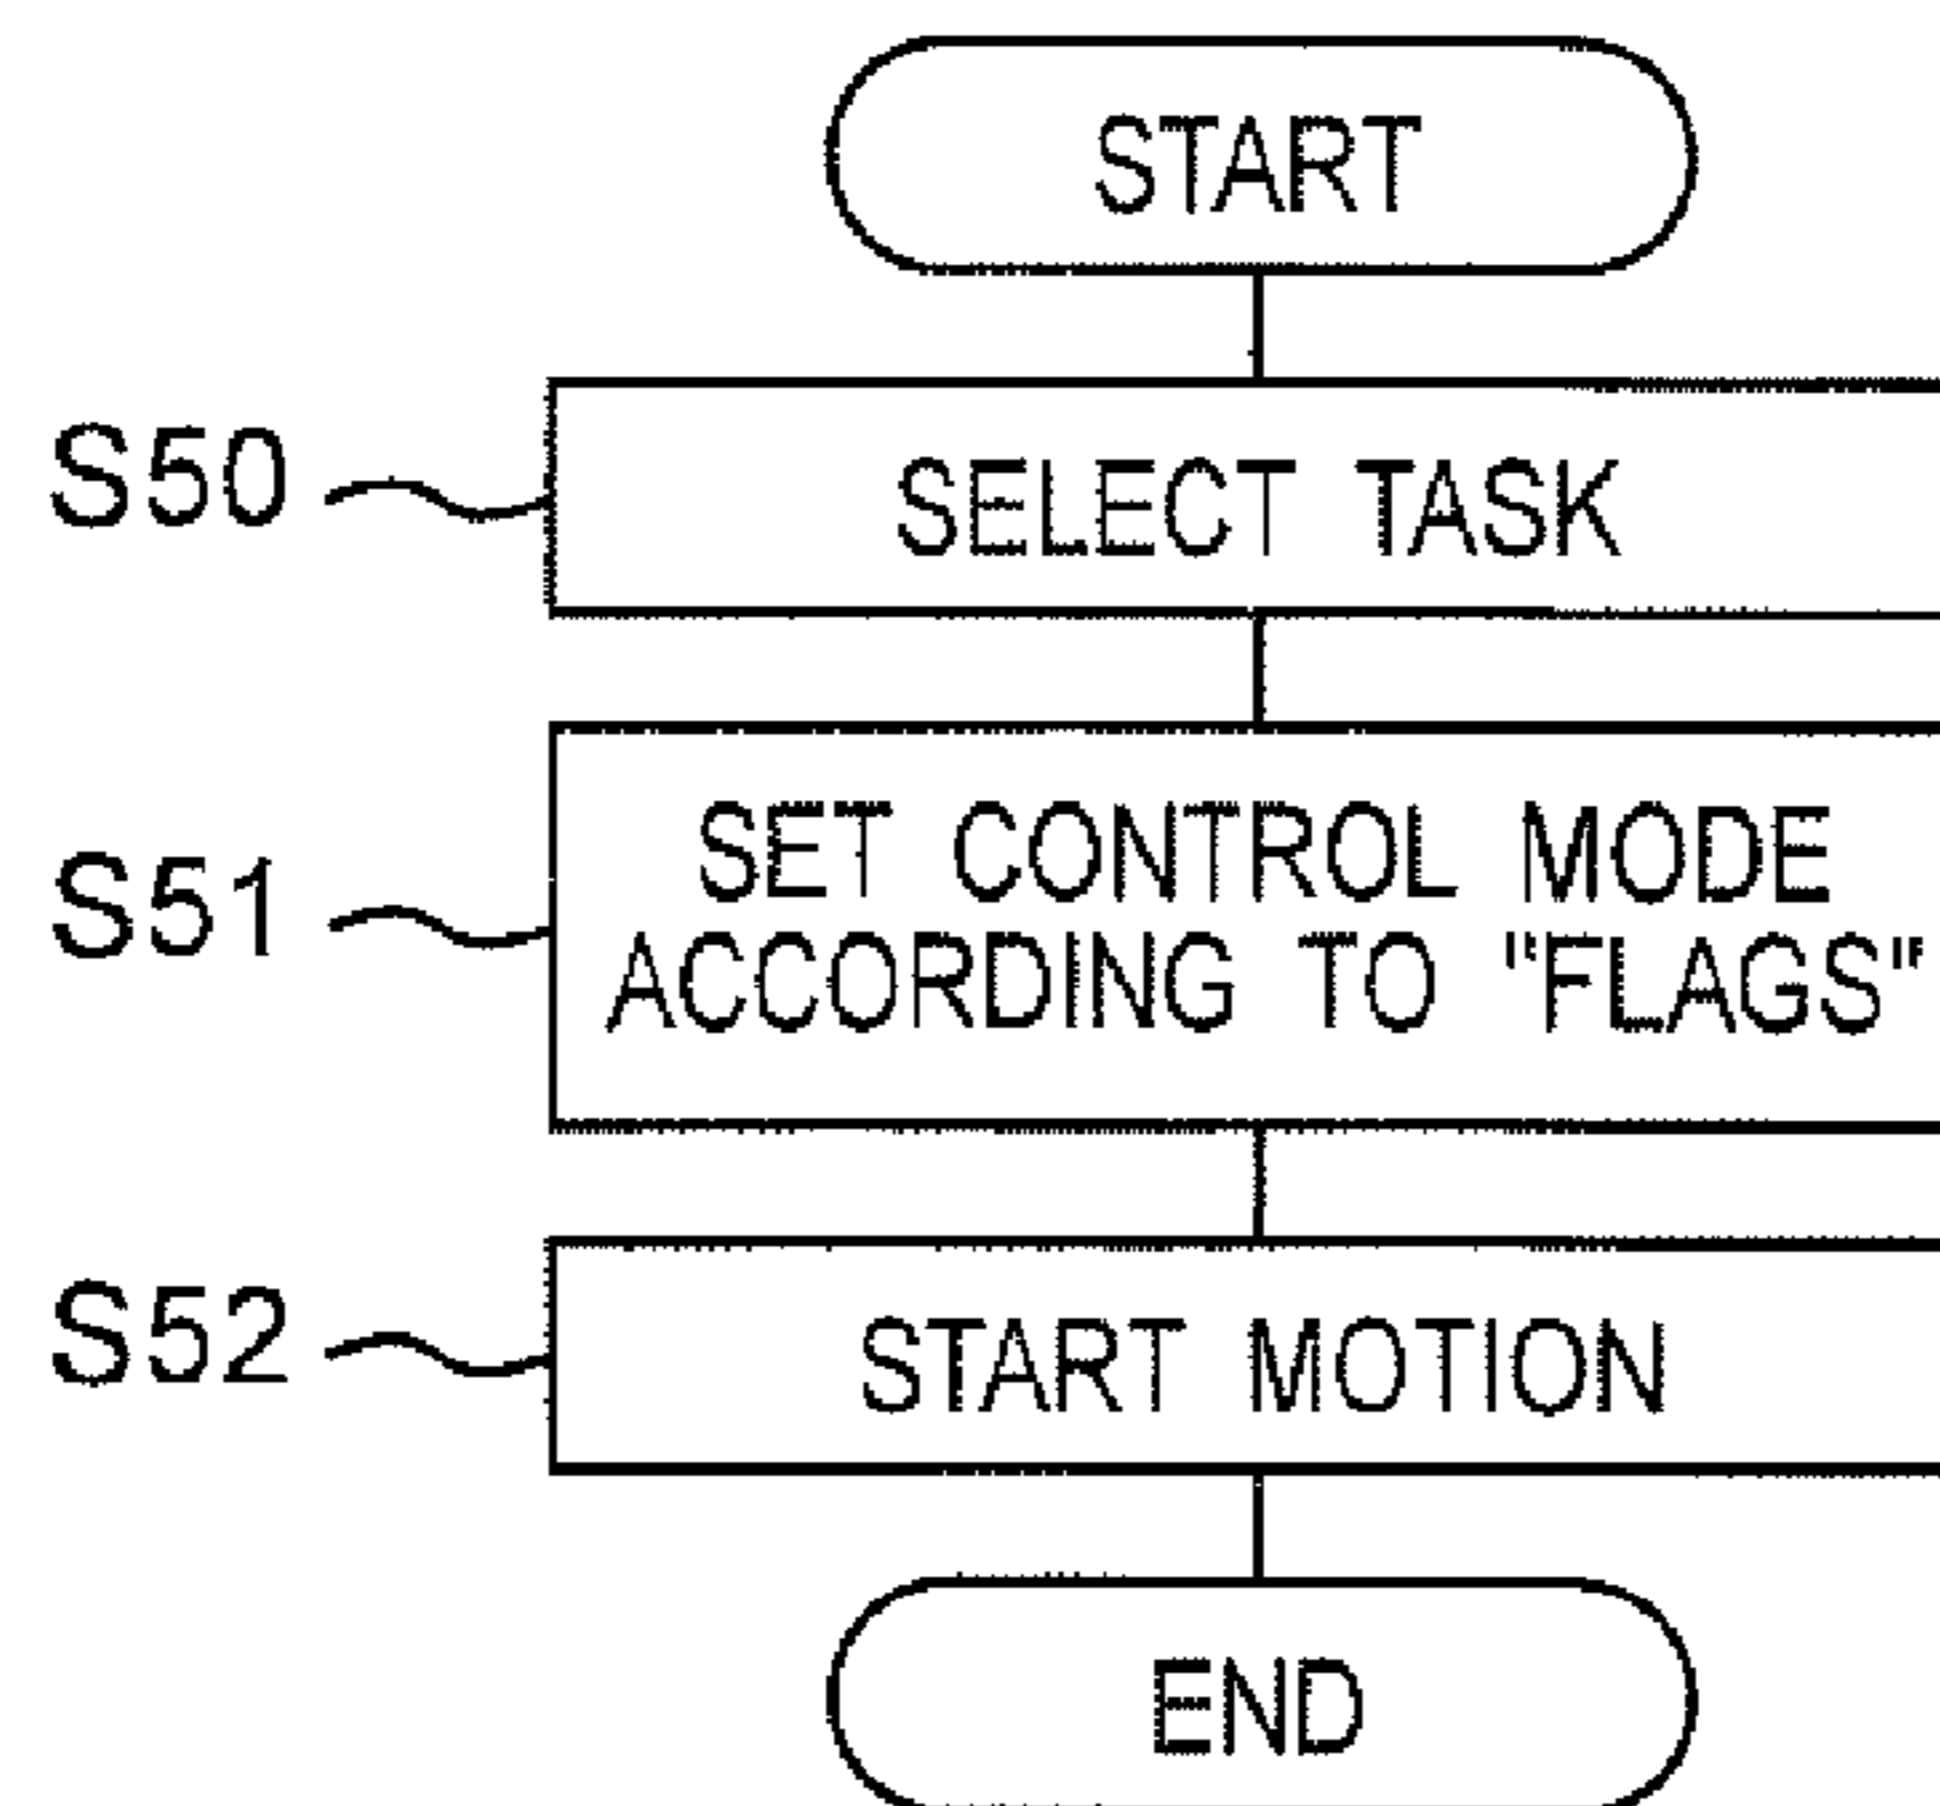 START
S50
SELECT TASK
S51
SET CONTROL MODE
ACCORDING TO "FLAGS"
S52
START MOTION
END